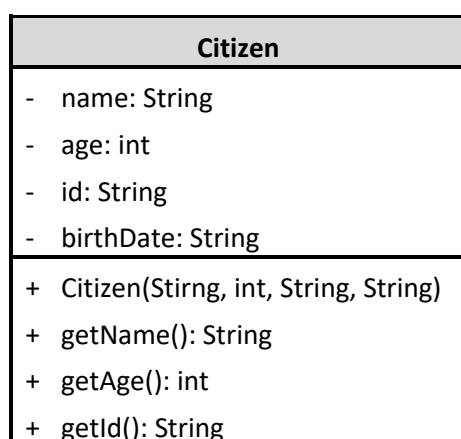 Citizen
- name: String
- age: int
- id: String
- birthDate: String
+ Citizen(Stirng, int, String, String)
+ getName(): String
+ getAge(): int
+ getId(): String